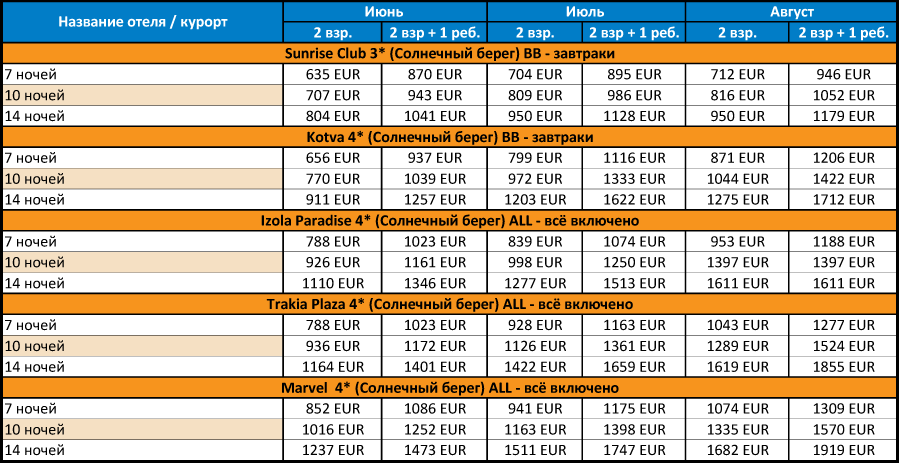 Название отеля / курорт Июнь Июль Август
2 взр. 2 взр + 1 реб. 2 взр. 2 взр + 1 реб. 2 взр. 2 взр + 1 реб.
Sunrise Club 3* (Солнечный берег) BB - завтраки
7 ночей 635 EUR 870 EUR 704 EUR 895 EUR 712 EUR 946 EUR
10 ночей 707 EUR 943 EUR 809 EUR 986 EUR 816 EUR 1052 EUR
14 ночей 804 EUR 1041 EUR 950 EUR 1128 EUR 950 EUR 1179 EUR
Kotva 4* (Солнечный берег) BB - завтраки
7 ночей 656 EUR 937 EUR 799 EUR 1116 EUR 871 EUR 1206 EUR
10 ночей 770 EUR 1039 EUR 972 EUR 1333 EUR 1044 EUR 1422 EUR
14 ночей 911 EUR 1257 EUR 1203 EUR 1622 EUR 1275 EUR 1712 EUR
Izola Paradise 4* (Солнечный берег) ALL - всё включено
7 ночей 788 EUR 1023 EUR 839 EUR 1074 EUR 953 EUR 1188 EUR
10 ночей 926 EUR 1161 EUR 998 EUR 1250 EUR 1397 EUR 1397 EUR
14 ночей 1110 EUR 1346 EUR 1277 EUR 1513 EUR 1611 EUR 1611 EUR
Trakia Plaza 4* (Солнечный берег) ALL - всё включено
7 ночей 788 EUR 1023 EUR 928 EUR 1163 EUR 1043 EUR 1277 EUR
10 ночей 936 EUR 1172 EUR 1126 EUR 1361 EUR 1289 EUR 1524 EUR
14 ночей 1164 EUR 1401 EUR 1422 EUR 1659 EUR 1619 EUR 1855 EUR
Marvel 4* (Солнечный берег) ALL - всё включено
7 ночей 852 EUR 1086 EUR 941 EUR 1175 EUR 1074 EUR 1309 EUR
10 ночей 1016 EUR 1252 EUR 1163 EUR 1398 EUR 1335 EUR 1570 EUR
14 ночей 1237 EUR 1473 EUR 1511 EUR 1747 EUR 1682 EUR 1919 EUR